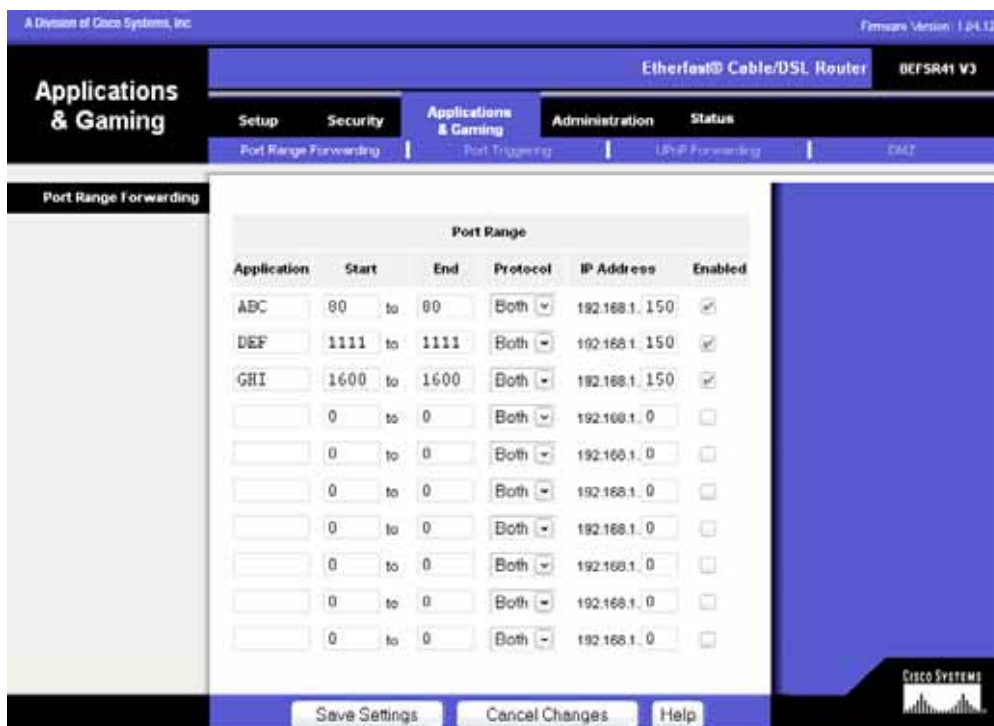 A Division of Cisco Systems, Inc.
Firmware Version: 1.04.12
Etherfast® Cable/DSL Router
BEFSR41 V3
Applications
& Gaming
Setup Security Applications & Gaming Administration Status
Port Range Forwarding Port Triggering UPnP Forwarding DMZ
Port Range Forwarding
Port Range
Application Start End Protocol IP Address Enabled
ABC 80 to 80 Both 192.168.1. 150
DEF 1111 to 1111 Both 192.168.1. 150
GHI 1600 to 1600 Both 192.168.1. 150
0 to 0 Both 192.168.1. 0
0 to 0 Both 192.168.1. 0
0 to 0 Both 192.168.1. 0
0 to 0 Both 192.168.1. 0
0 to 0 Both 192.168.1. 0
0 to 0 Both 192.168.1. 0
0 to 0 Both 192.168.1. 0
CISCO SYSTEMS
Save Settings Cancel Changes Help